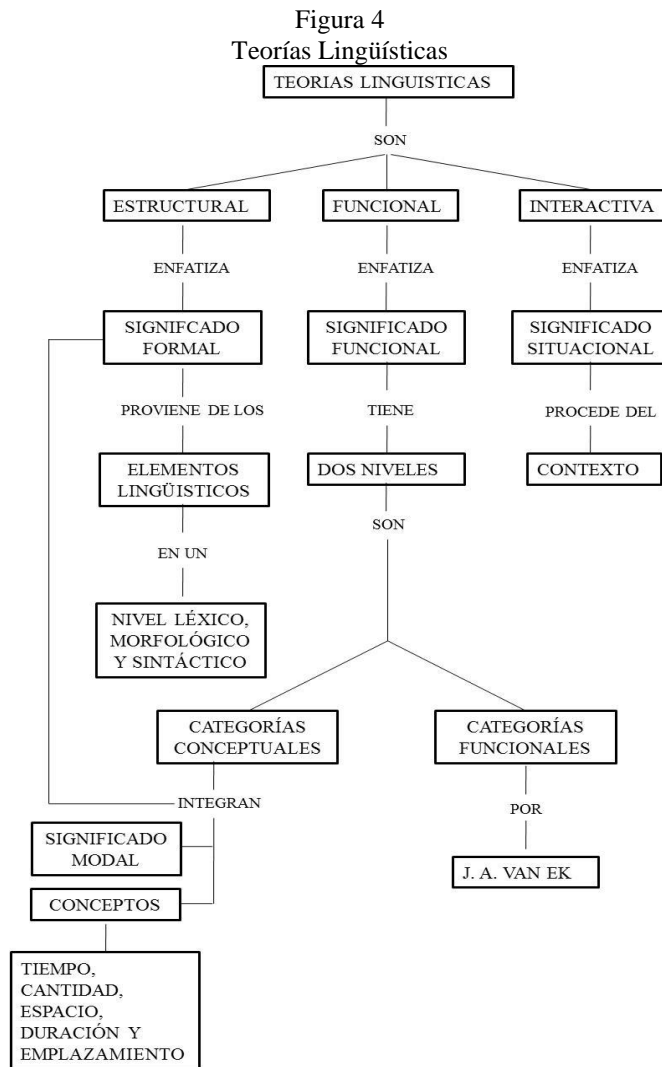 Figura 4
Teorías Lingüísticas
TEORIAS LINGUISTICAS
SON
ESTRUCTURAL
FUNCIONAL
INTERACTIVA
ENFATIZA
ENFATIZA
ENFATIZA
SIGNIFCADO
FORMAL
SIGNIFICADO
FUNCIONAL
SIGNIFICADO
SITUACIONAL
PROVIENE DE LOS
TIENE
PROCEDE DEL
ELEMENTOS
LINGÜISTICOS
DOS NIVELES
CONTEXTO
SON
EN UN
NIVEL LÉXICO,
MORFOLÓGICO
Y SINTÁCTICO
CATEGORÍAS
CONCEPTUALES
CATEGORÍAS
FUNCIONALES
INTEGRAN
POR
SIGNIFICADO
MODAL
J. A. VAN EK
CONCEPTOS
TIEMPO,
CANTIDAD,
ESPACIO,
DURACIÓN Y
EMPLAZAMIENTO